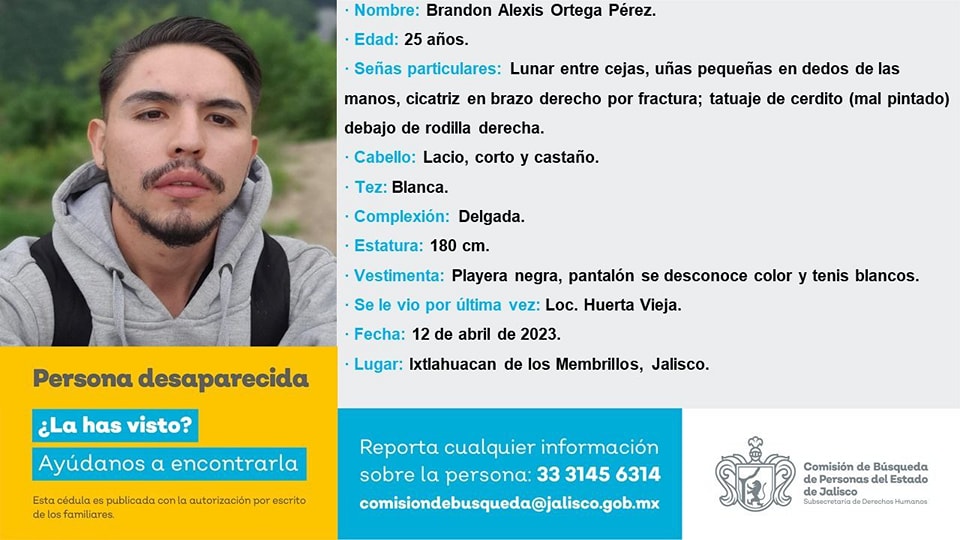 · Nombre: Brandon Alexis Ortega Pérez.
· Edad: 25 años.
· Señas particulares: Lunar entre cejas, uñas pequeñas en dedos de las
manos, cicatriz en brazo derecho por fractura; tatuaje de cerdito (mal pintado)
debajo de rodilla derecha.
· Cabello: Lacio, corto y castaño.
· Tez: Blanca.
· Complexión: Delgada.
· Estatura: 180 cm.
· Vestimenta: Playera negra, pantalón se desconoce color y tenis blancos.
· Se le vio por última vez: Loc. Huerta Vieja.
· Fecha: 12 de abril de 2023.
· Lugar: Ixtlahuacan de los Membrillos, Jalisco.
Persona desaparecida
¿La has visto?
Ayúdanos a encontrarla
Esta cédula es publicada con la autorización por escrito
de los familiares.
Reporta cualquier información
sobre la persona: 33 3145 6314
comisiondebusqueda@jalisco.gob.mx
Comisión de Búsqueda
de Personas del Estado
de Jalisco
Subsecretaría de Derechos Humanos